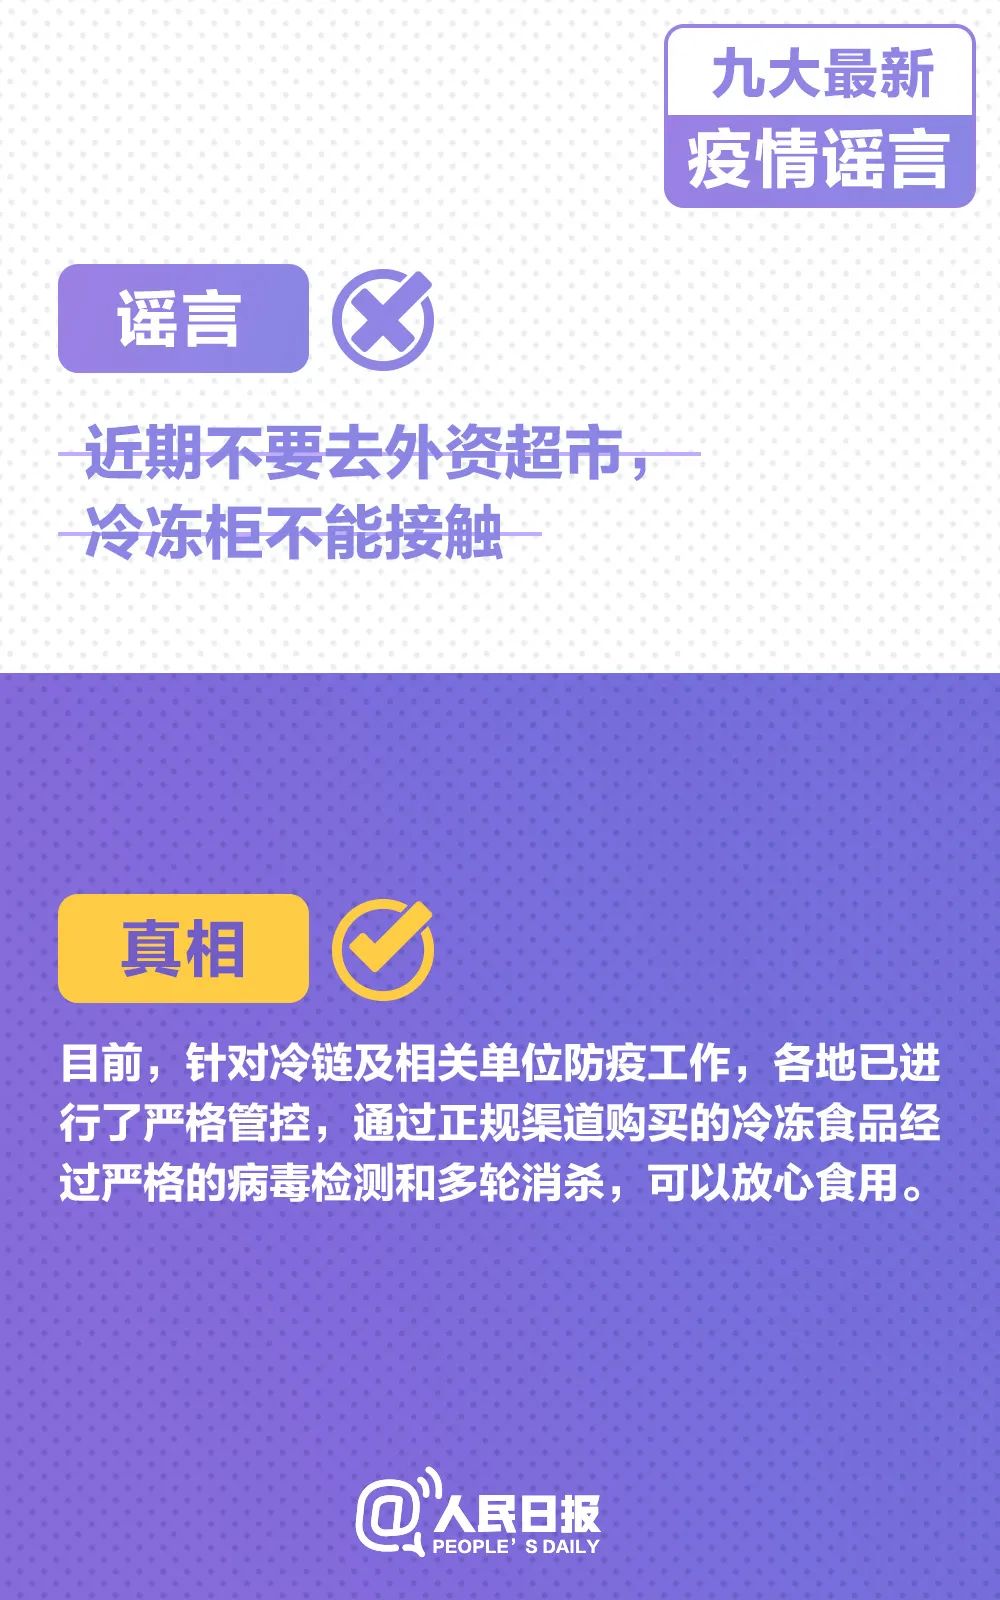 九大最新
疫情谣言
谣言
近期不要去外资超市，
冷冻柜不能接触
真相
目前，针对冷链及相关单位防疫工作，各地已进
行了严格管控，通过正规渠道购买的冷冻食品经
过严格的病毒检测和多轮消杀，可以放心食用。
@人民日报
PEOPLE'S DAILY